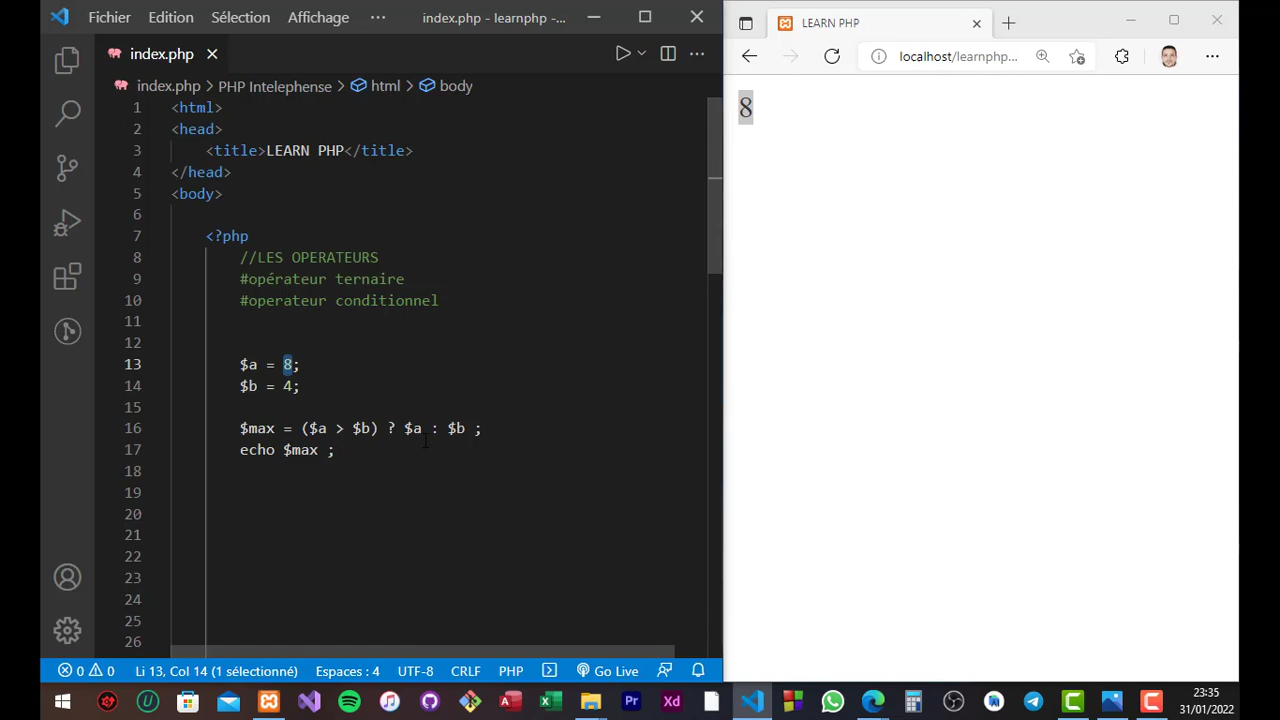 Fichier Edition Sélection Affichage ··· index.php - learnphp -...
index.php
index.php > PHP Intelephense > html > body
1 <html>
2 <head>
3 <title>LEARN PHP</title>
4 </head>
5 <body>
6
7 <?php
8 //LES OPERATEURS
9 #opérateur ternaire
10 #operateur conditionnel
11
12
13 $a = 8;
14 $b = 4;
15
16 $max = ($a > $b) ? $a : $b ;
17 echo $max ;
18
19
20
21
22
23
24
25
26
0 0 Li 13, Col 14 (1 sélectionné) Espaces : 4 UTF-8 CRLF PHP Go Live
LEARN PHP
localhost/learnphp...
8
Pr Xd
23:35
31/01/2022